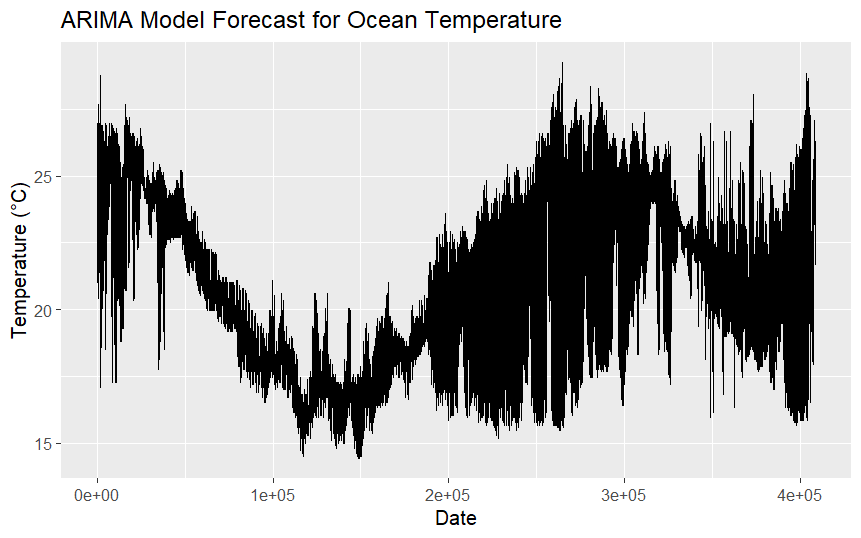 ARIMA Model Forecast for Ocean Temperature
Temperature (°C)
25
20
15
0e+00 1e+05 2e+05 3e+05 4e+05
Date